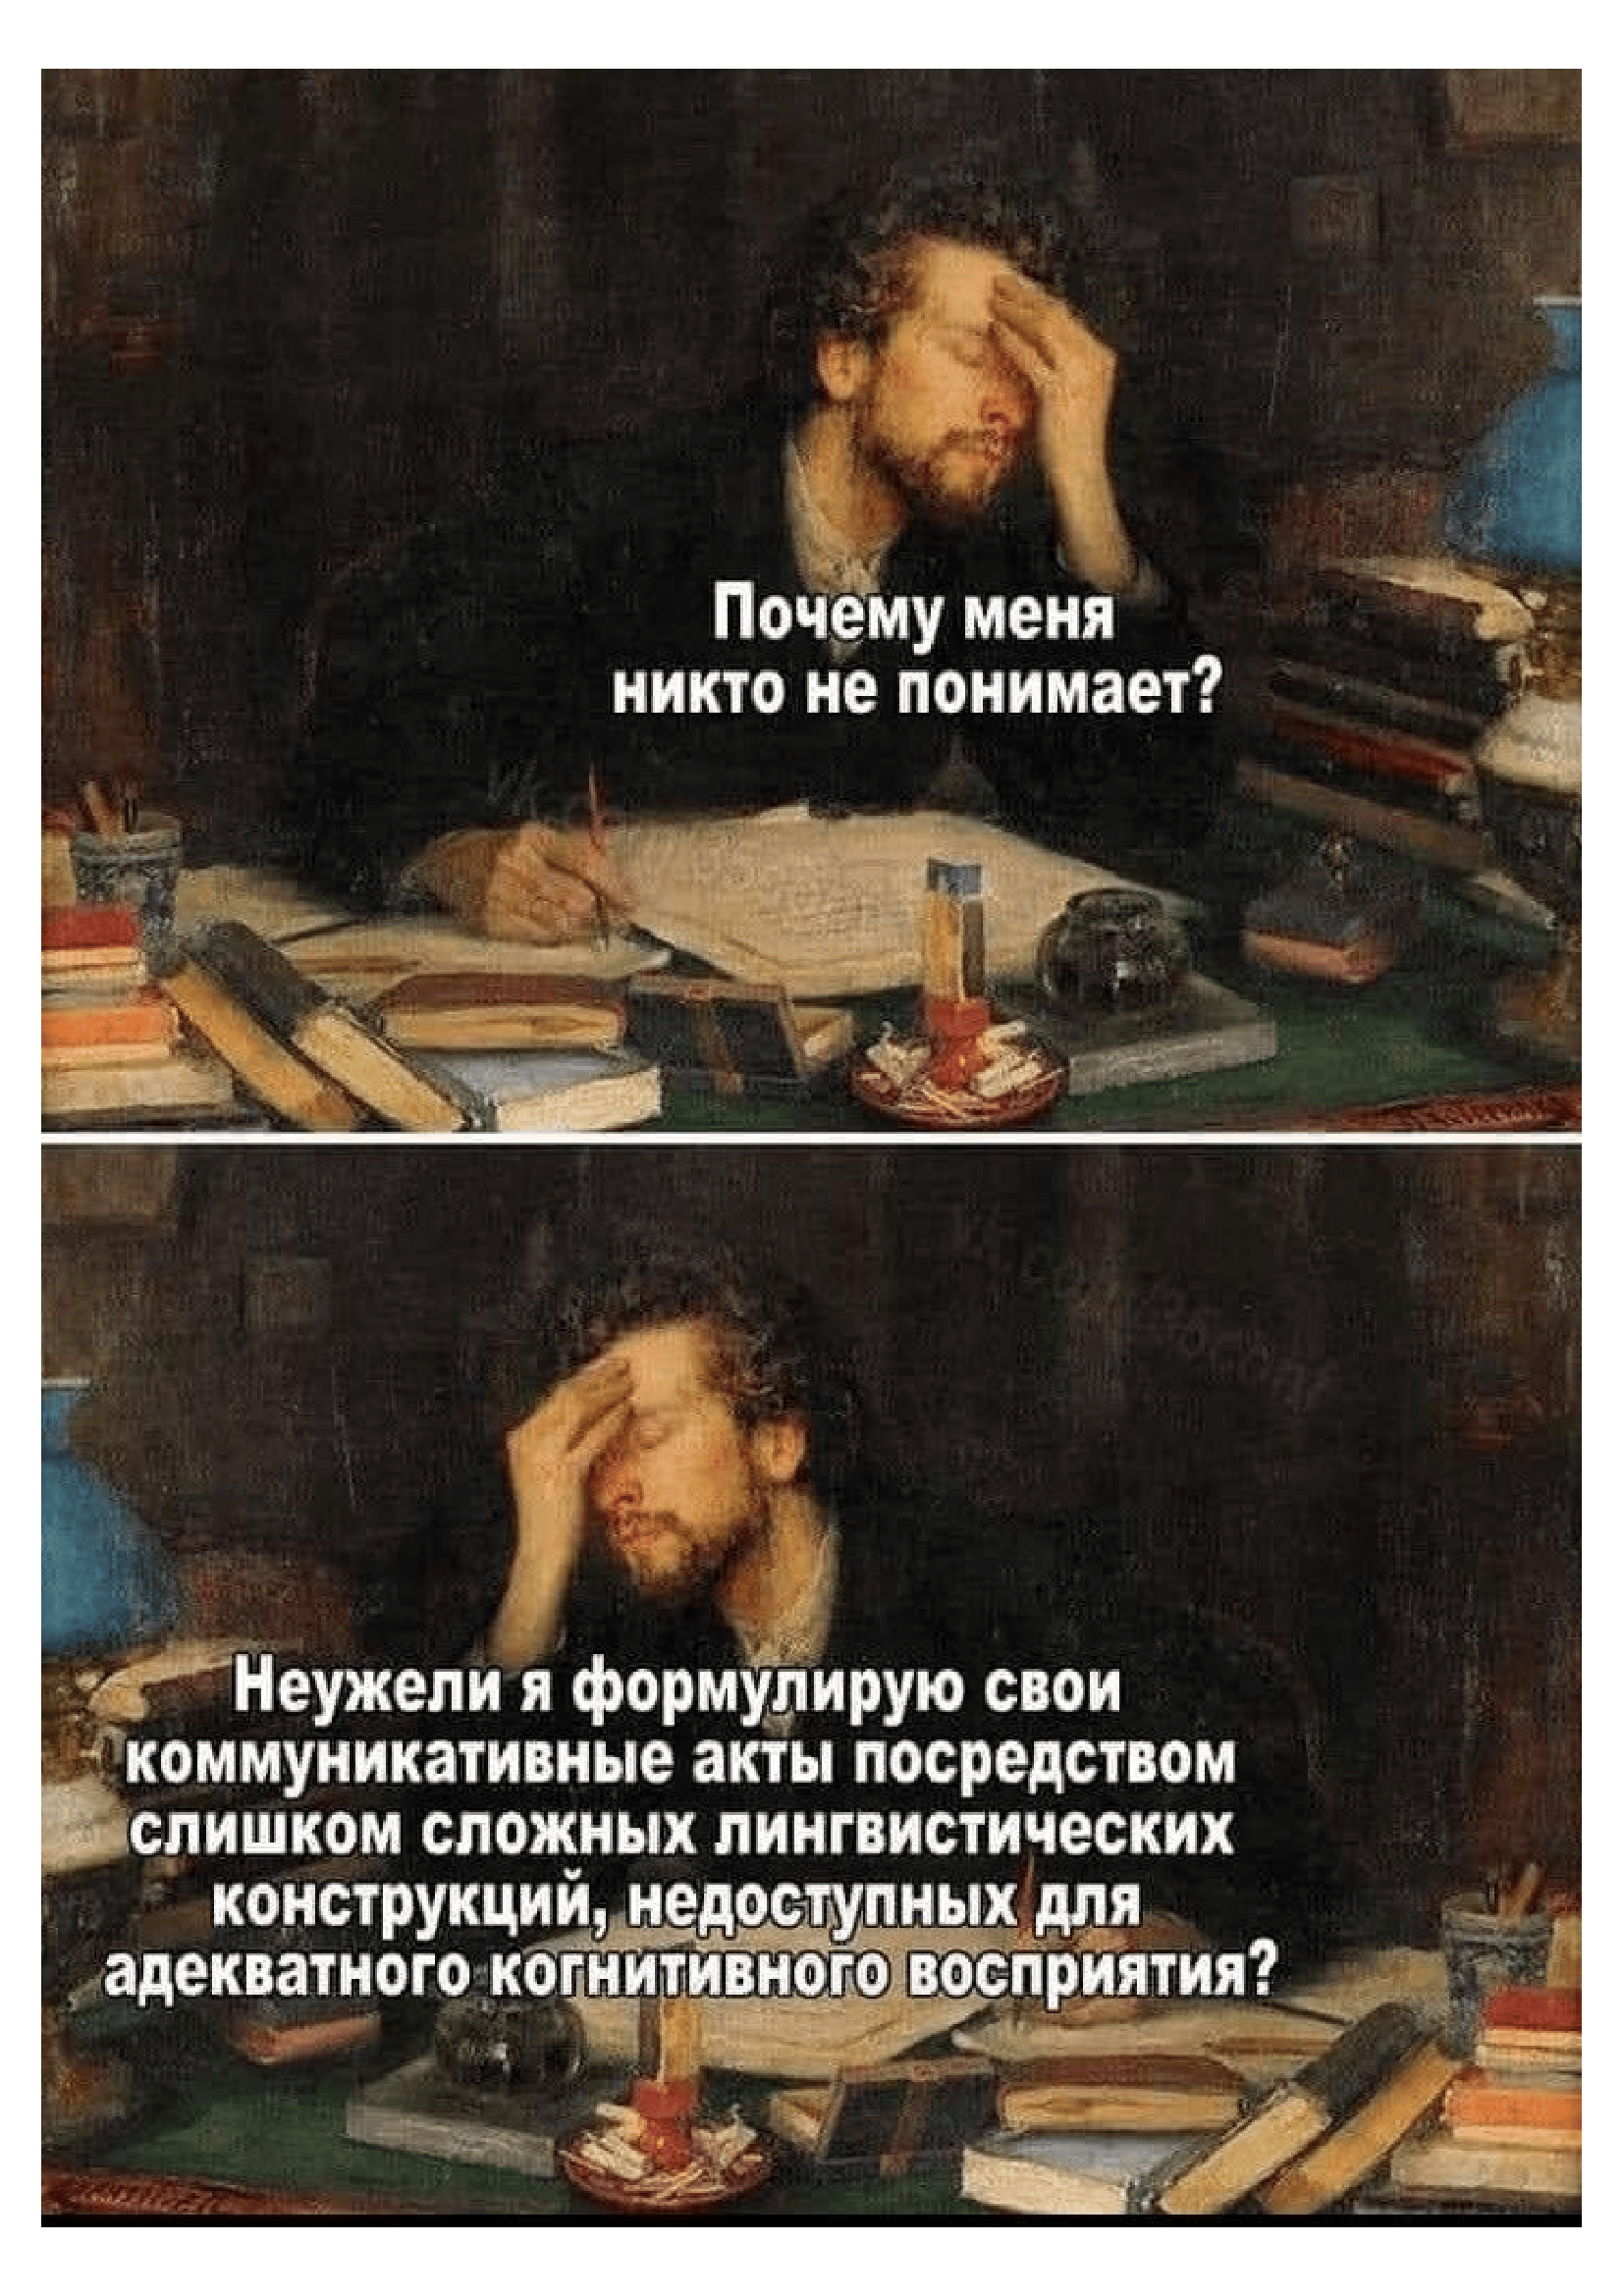 Почему меня
никто не понимает?
Неужели я формулирую свои
коммуникативные акты посредством
слишком сложных лингвистических
конструкций, недоступных для
адекватного когнитивного восприятия?